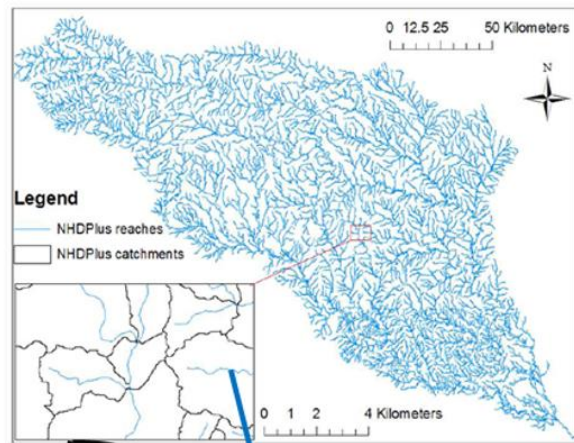 0 12.5 25 50 Kilometers
N
Legend
NHDPlus reaches
NHDPlus catchments
0 1 2 4 Kilometers